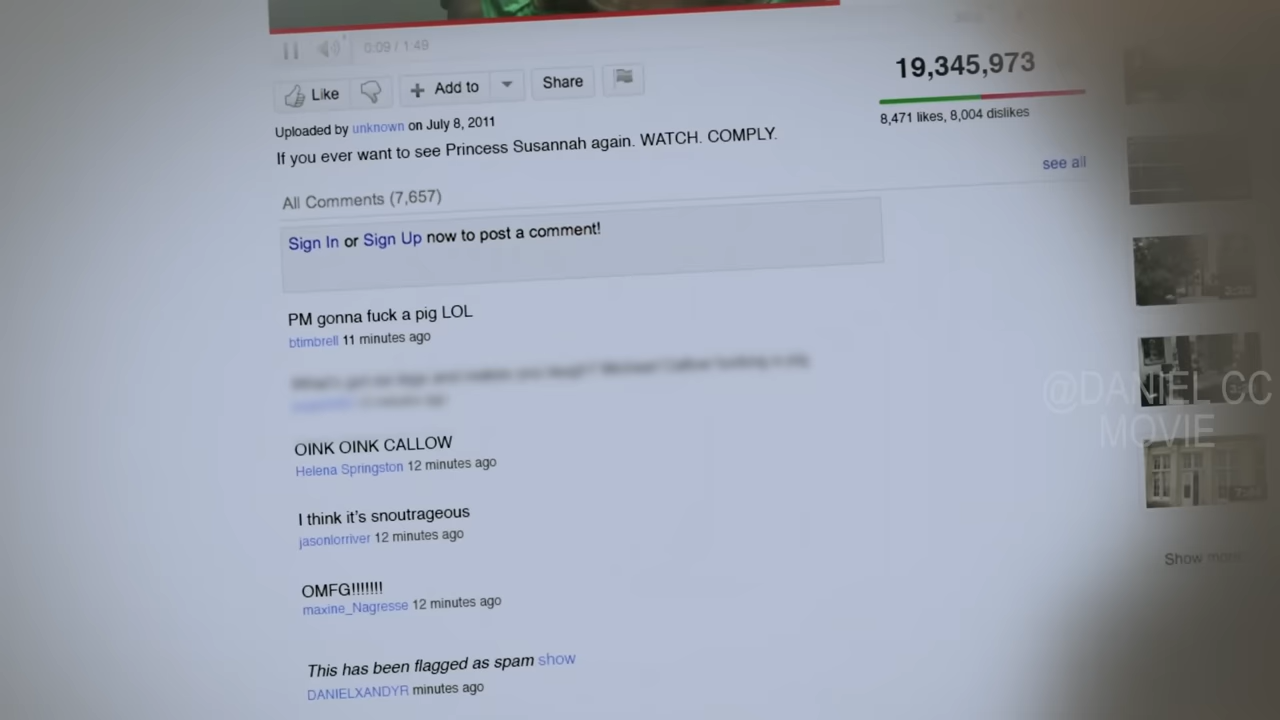 0:09 / 1:49
Like
Add to
Share
19,345,973
8,471 likes, 8,004 dislikes
Uploaded by unknown on July 8, 2011
If you ever want to see Princess Susannah again. WATCH. COMPLY.
see all
All Comments (7,657)
Sign In or Sign Up now to post a comment!
PM gonna fuck a pig LOL
btimbrell 11 minutes ago
OINK OINK CALLOW
Helena Springston 12 minutes ago
I think it's snoutrageous
jasonlorriver 12 minutes ago
OMFG!!!!!!!
maxine_Nagresse 12 minutes ago
This has been flagged as spam show
DANIELXANDYR minutes ago
@DANIEL CC
MOVIE
Show more